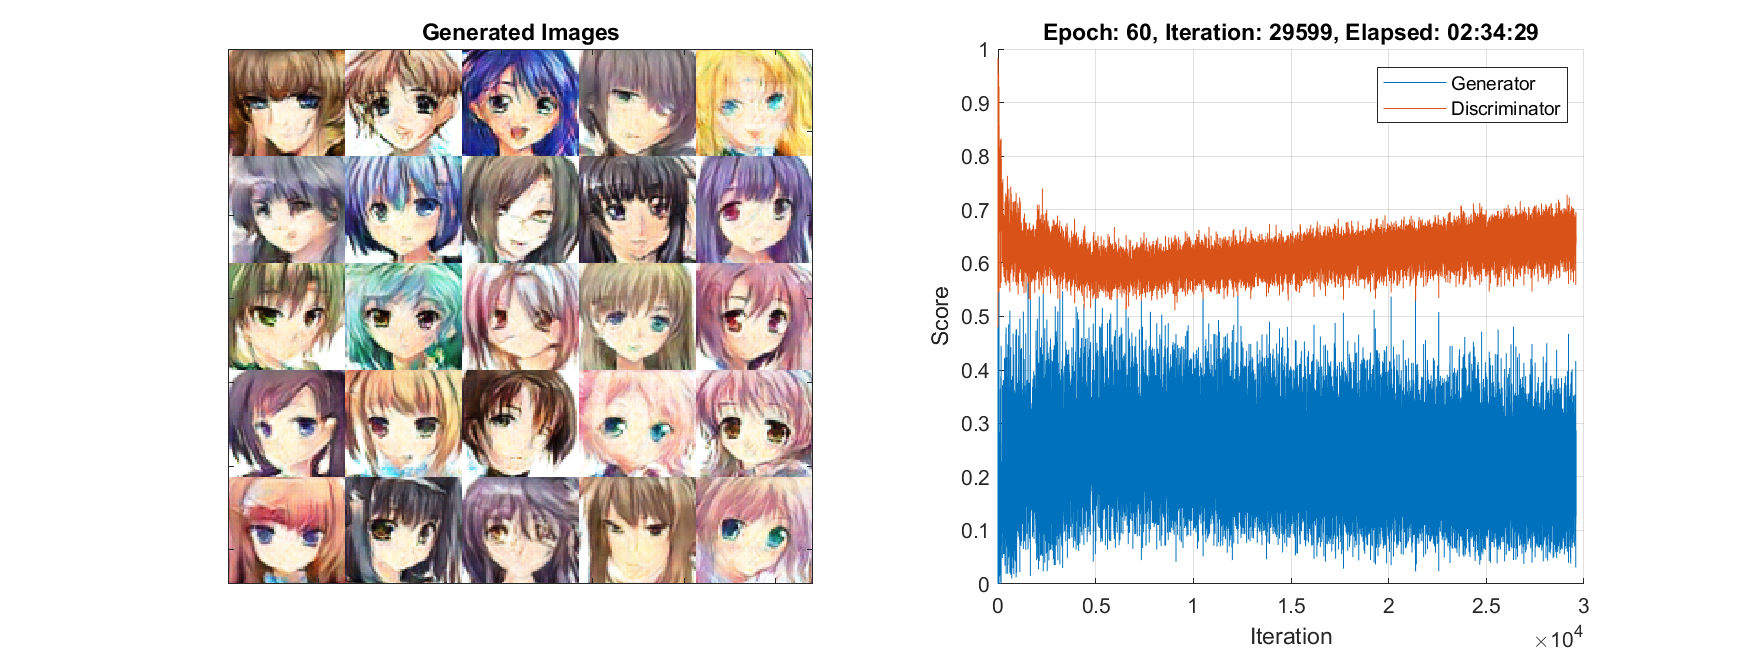 Generated Images
Epoch: 60, Iteration: 29599, Elapsed: 02:34:29
Generator
Discriminator
1
0.9
0.8
0.7
0.6
0.5
0.4
0.3
0.2
0.1
0
Score
0 0.5 1 1.5 2 2.5 3
Iteration
×10⁴